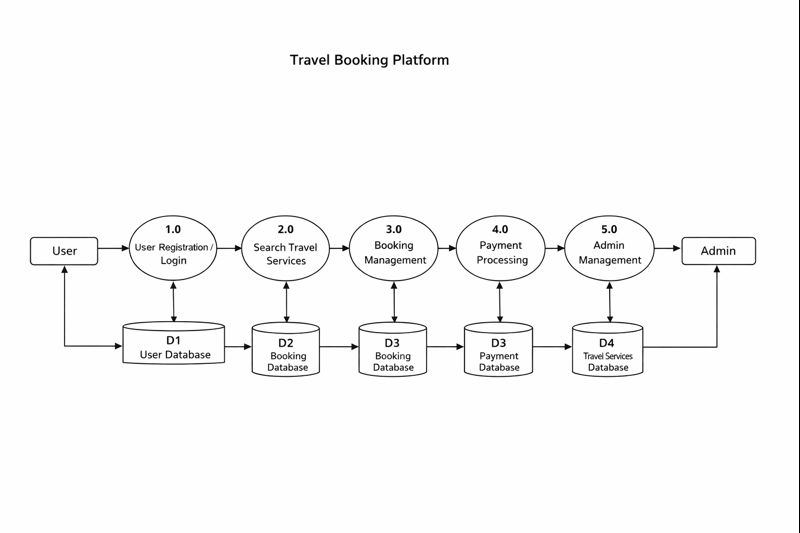 Travel Booking Platform
User
1.0
User Registration /
Login
2.0
Search Travel
Services
3.0
Booking
Management
4.0
Payment
Processing
5.0
Admin
Management
Admin
D1
User Database
D2
Booking
Database
D3
Booking
Database
D3
Payment
Database
D4
Travel Services
Database